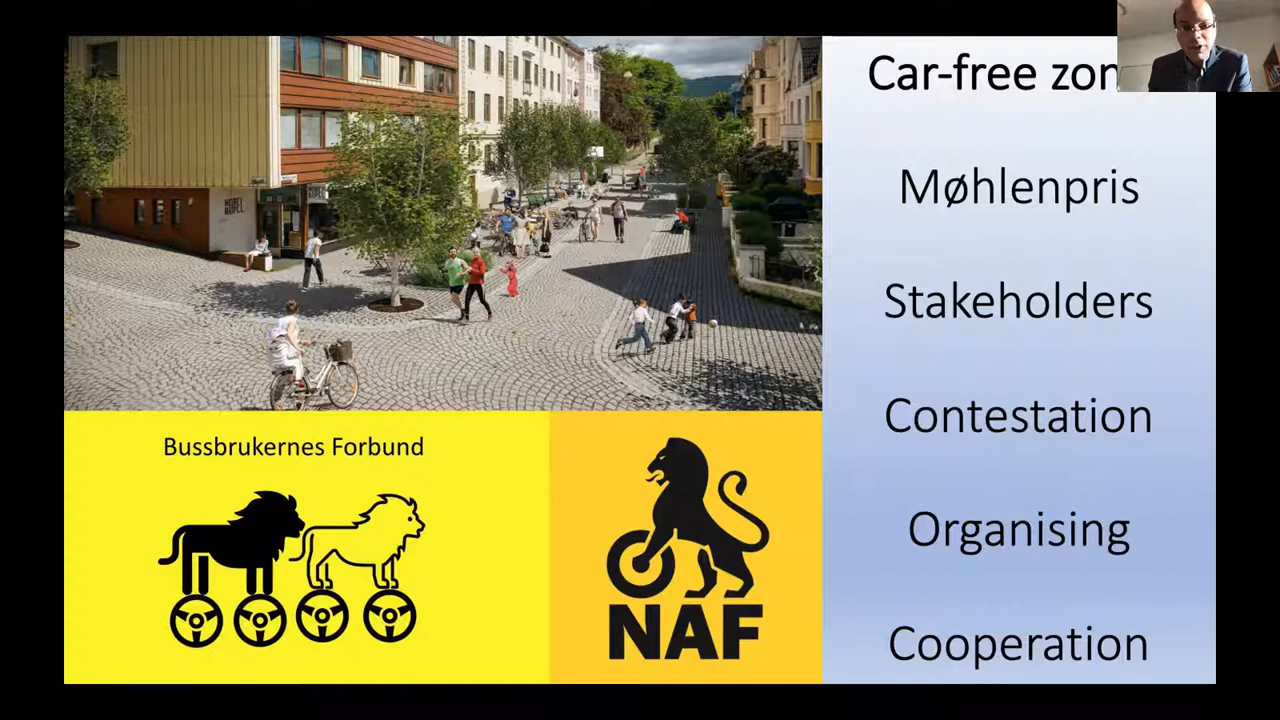 Car-free zon
Møhlenpris
Stakeholders
Contestation
Organising
Cooperation
Bussbrukernes Forbund
NAF